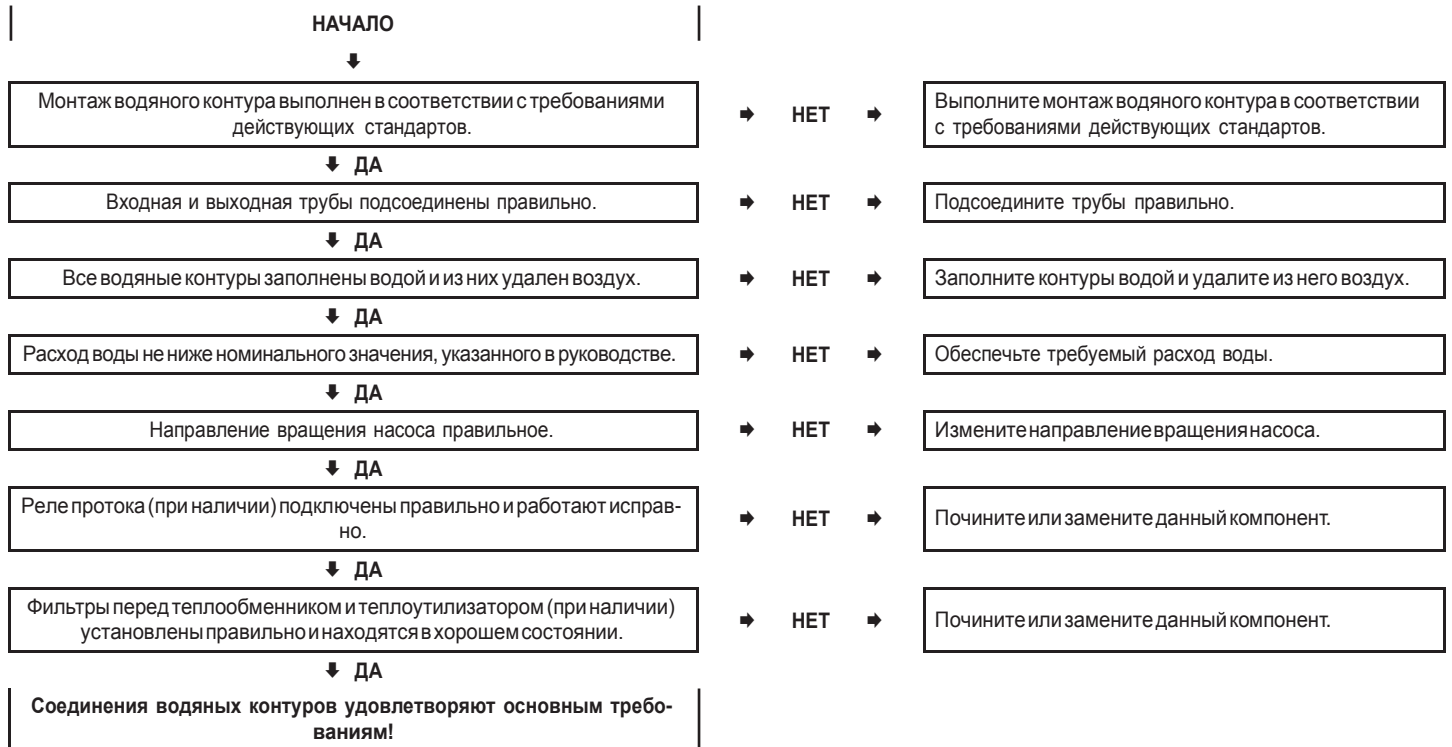 НАЧАЛО
Монтаж водяного контура выполнен в соответствии с требованиями
действующих стандартов.
НЕТ
Выполните монтаж водяного контура в соответствии
с требованиями действующих стандартов.
ДА
Входная и выходная трубы подсоединены правильно.
НЕТ
Подсоедините трубы правильно.
ДА
Все водяные контуры заполнены водой и из них удален воздух.
НЕТ
Заполните контуры водой и удалите из него воздух.
ДА
Расход воды не ниже номинального значения, указанного в руководстве.
НЕТ
Обеспечьте требуемый расход воды.
ДА
Направление вращения насоса правильное.
НЕТ
Измените направление вращения насоса.
ДА
Реле протока (при наличии) подключены правильно и работают исправ-
но.
НЕТ
Почините или замените данный компонент.
ДА
Фильтры перед теплообменником и теплоутилизатором (при наличии)
установлены правильно и находятся в хорошем состоянии.
НЕТ
Почините или замените данный компонент.
ДА
Соединения водяных контуров удовлетворяют основным требо-
ваниям!